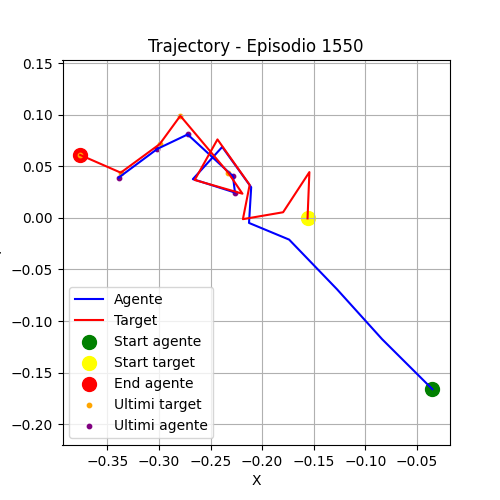 Trajectory - Episodio 1550
0.15
0.10
0.05
0.00
−0.05
−0.10
−0.15
−0.20
Agente
Target
Start agente
Start target
End agente
Ultimi target
Ultimi agente
−0.35 −0.30 −0.25 −0.20 −0.15 −0.10 −0.05
X